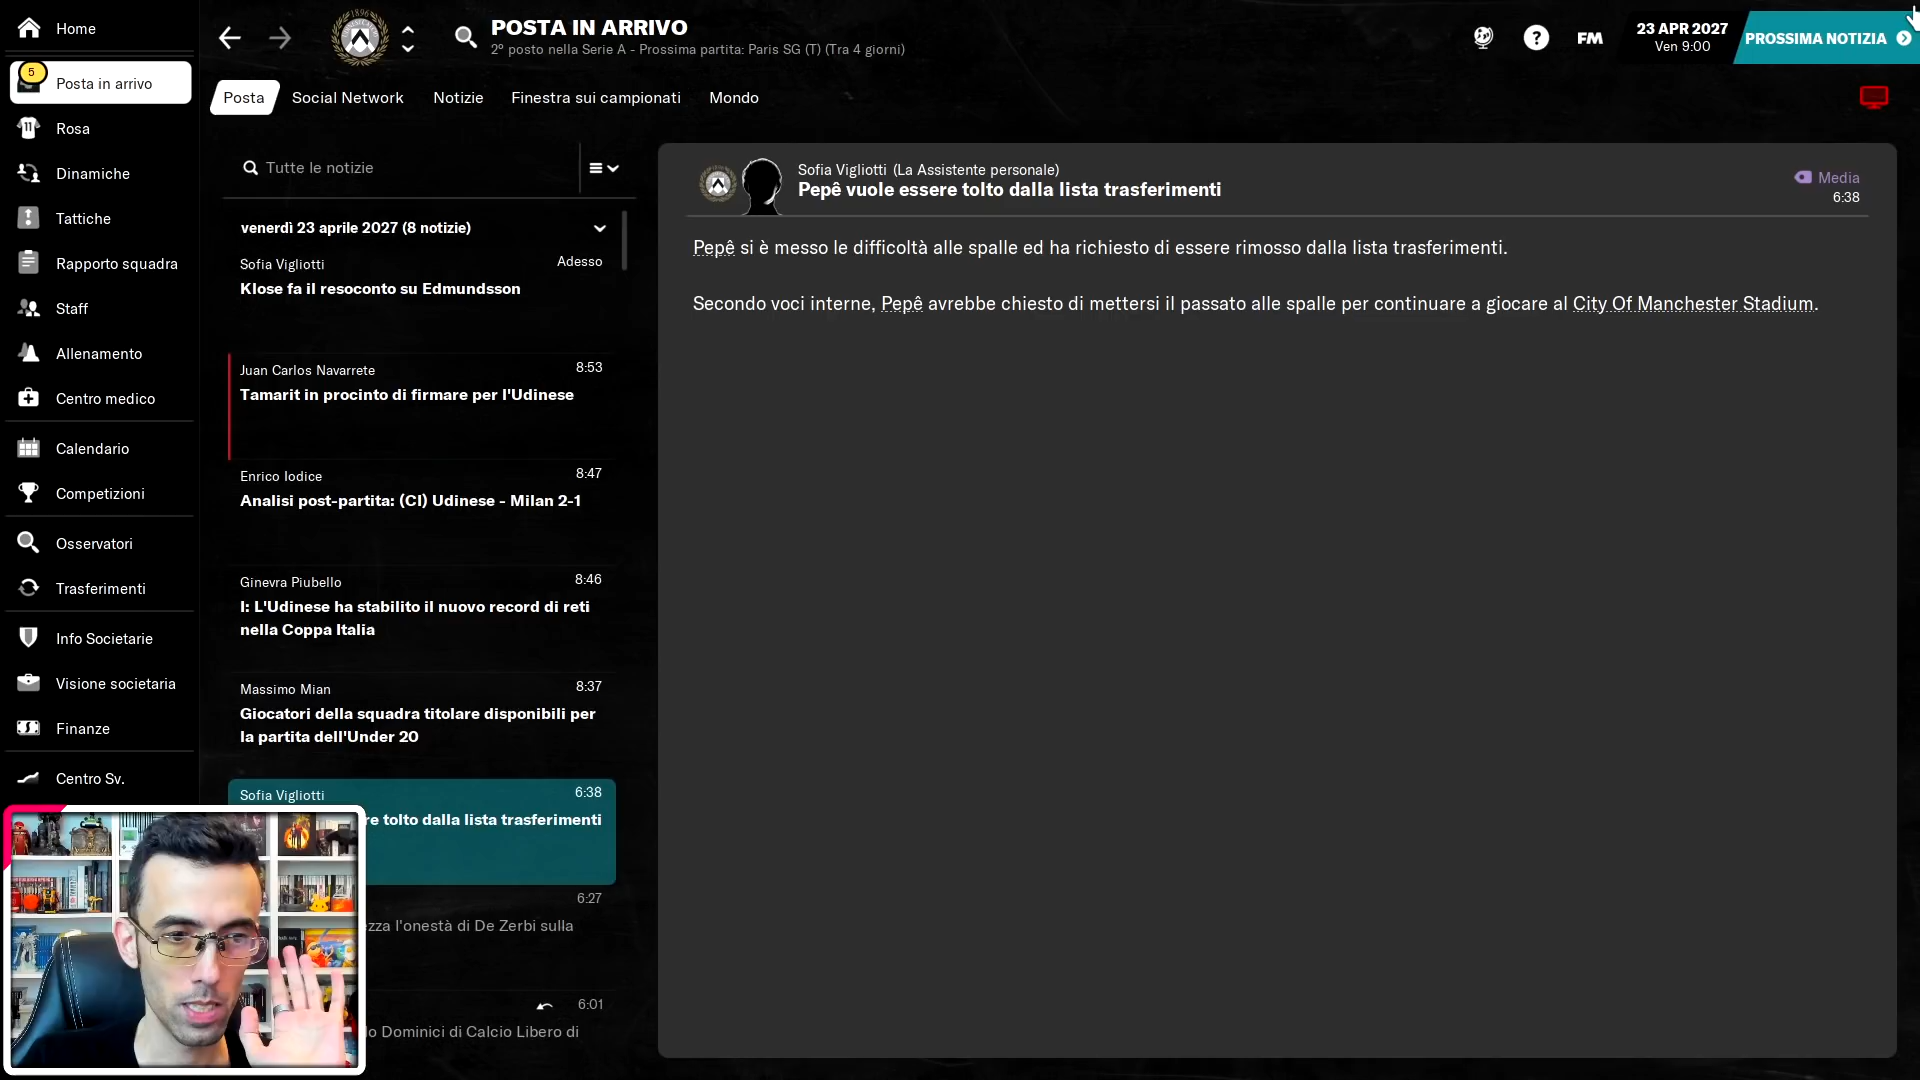 Home
5
Posta in arrivo
Rosa
Dinamiche
Tattiche
Rapporto squadra
Staff
Allenamento
Centro medico
Calendario
Competizioni
Osservatori
Trasferimenti
Info Societarie
Visione societaria
Finanze
Centro Sv.
POSTA IN ARRIVO
2º posto nella Serie A - Prossima partita: Paris SG (T) (Tra 4 giorni)
FM
23 APR 2027
Ven 9:00
PROSSIMA NOTIZIA
Posta
Social Network
Notizie
Finestra sui campionati
Mondo
Tutte le notizie
venerdì 23 aprile 2027 (8 notizie)
Sofia Vigliotti
Adesso
Klose fa il resoconto su Edmundsson
Juan Carlos Navarrete
8:53
Tamarit in procinto di firmare per l'Udinese
Enrico Iodice
8:47
Analisi post-partita: (CI) Udinese - Milan 2-1
Ginevra Piubello
8:46
I: L'Udinese ha stabilito il nuovo record di reti
nella Coppa Italia
Massimo Mian
8:37
Giocatori della squadra titolare disponibili per
la partita dell'Under 20
Sofia Vigliotti
6:38
tolto dalla lista trasferimenti
6:27
l'onestà di De Zerbi sulla
6:01
Dominici di Calcio Libero di
Sofia Vigliotti (La Assistente personale)
Pepê vuole essere tolto dalla lista trasferimenti
Media
6:38
Pepê si è messo le difficoltà alle spalle ed ha richiesto di essere rimosso dalla lista trasferimenti.
Secondo voci interne, Pepê avrebbe chiesto di mettersi il passato alle spalle per continuare a giocare al City Of Manchester Stadium.